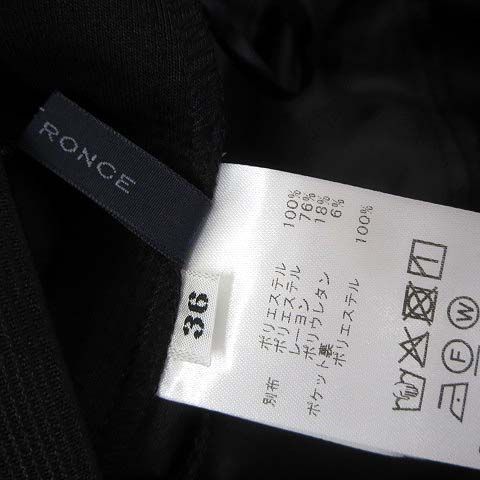 RONCE
36
ポリエステル 100%
別布 ポリエステル 76%
レーヨン 18%
ポリウレタン 6%
ポケット裏
ポリエステル 100%
F W